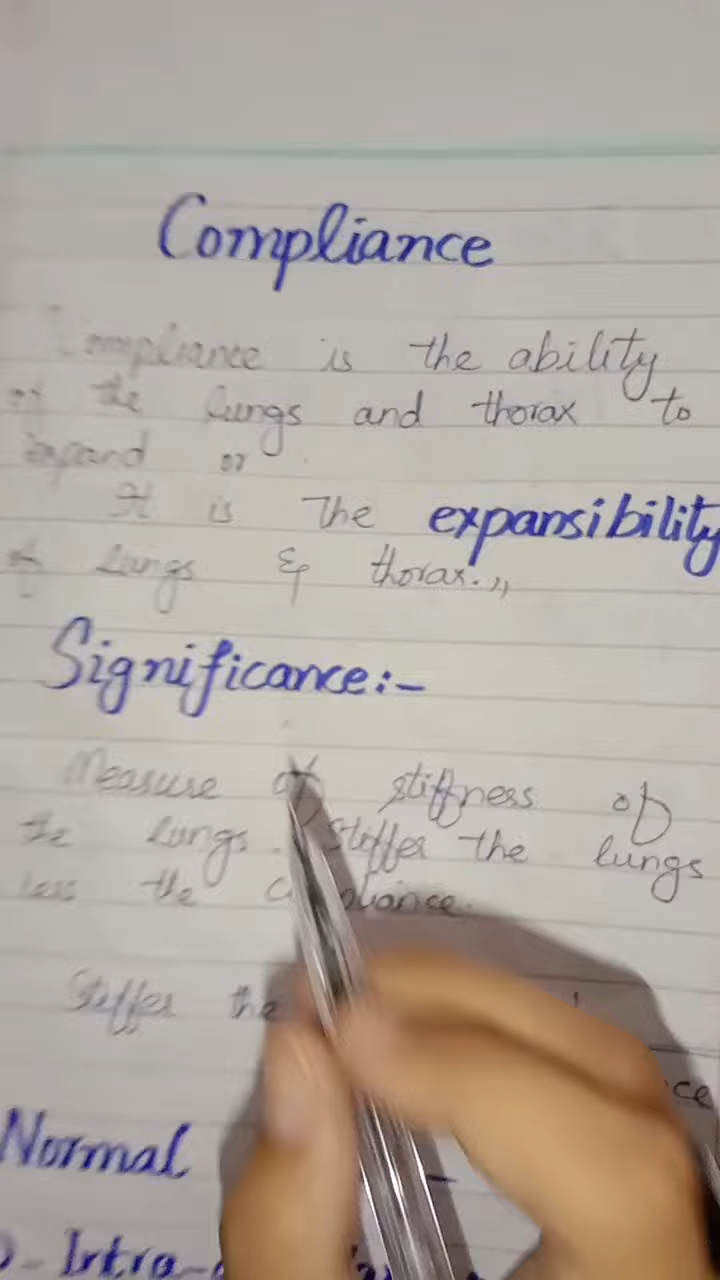 Compliance
Compliance is the ability
of the lungs and thorax to
expand or
It is the expansibility
of lungs & thorax.,,
Significance:-
Measure of stiffness of
the lungs. Stiffer the lungs
less the compliance.
Stiffer the
Normal